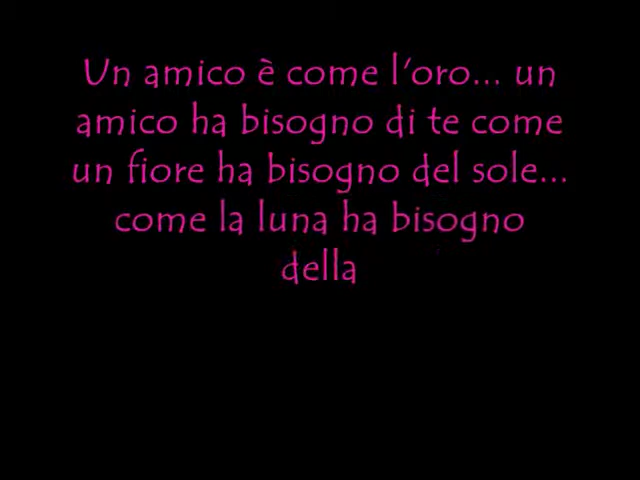 Un amico è come l'oro... un
amico ha bisogno di te come
un fiore ha bisogno del sole...
come la luna ha bisogno
della